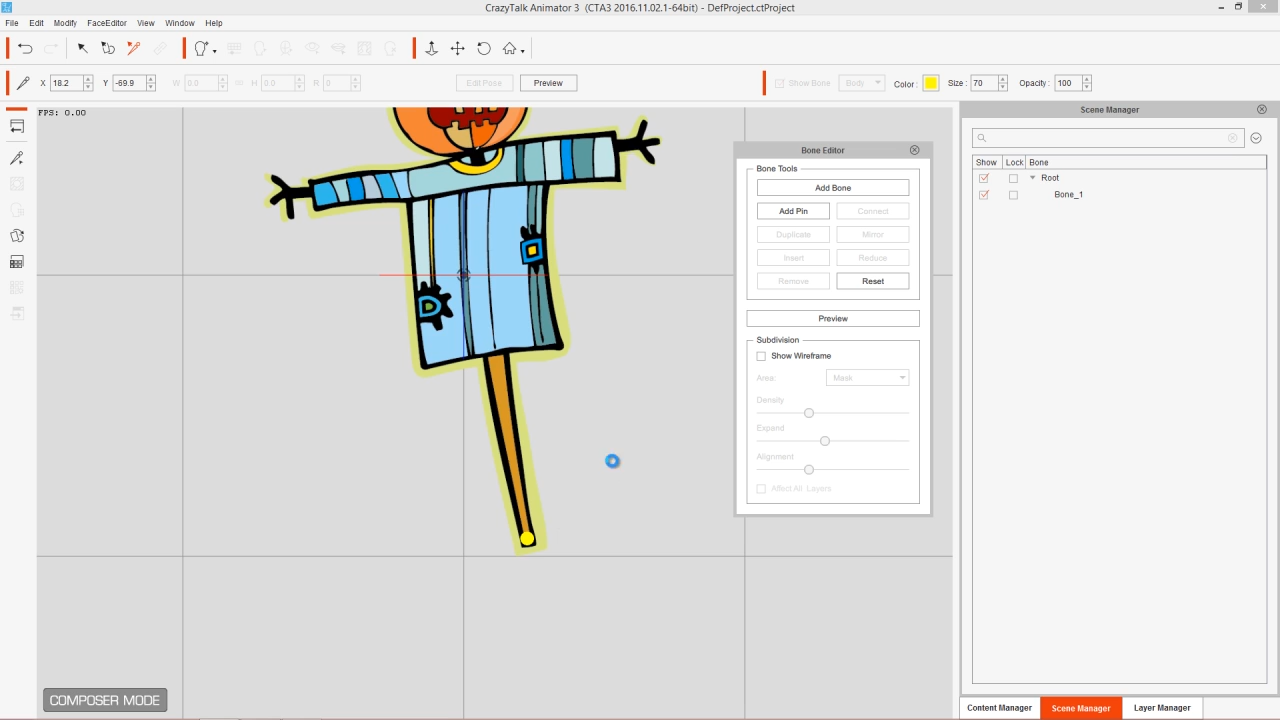 CrazyTalk Animator 3 (CTA3 2016.11.02.1-64bit) - DefProject.ctProject
File Edit Modify FaceEditor View Window Help
X 18.2 Y -69.9 W 0.0 H 0.0 R 0 Edit Pose Preview Show Bone Body Color : Size : 70 Opacity : 100
FPS: 0.00
Scene Manager
Show Lock Bone
Root
Bone_1
Bone Editor
Bone Tools
Add Bone
Add Pin Connect
Duplicate Mirror
Insert Reduce
Remove Reset
Preview
Subdivision
Show Wireframe
Area: Mask
Density
Expand
Alignment
Affect All Layers
D
COMPOSER MODE
Content Manager Scene Manager Layer Manager